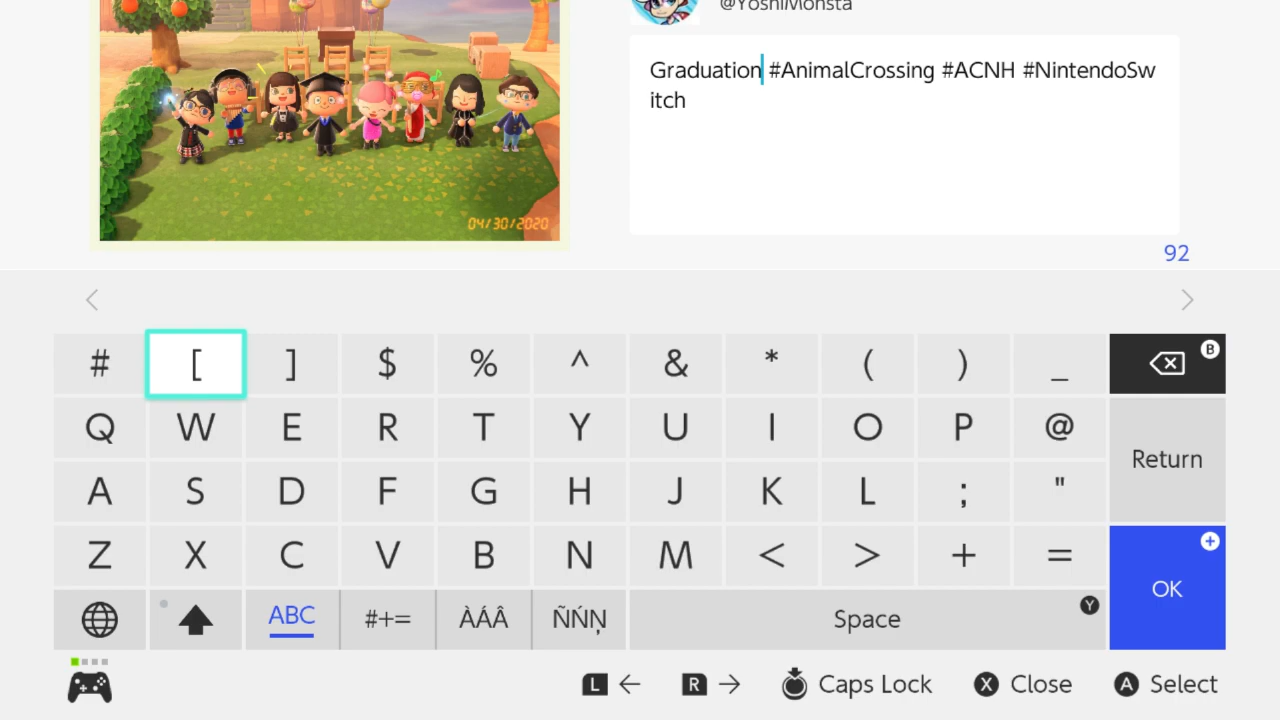 @YoshiMonsta
Graduation #AnimalCrossing #ACNH #NintendoSw
itch
04/30/2020
92
# [ ] $ % ^ & * ( ) _ B
Q W E R T Y U I O P @
Return
A S D F G H J K L ; "
Z X C V B N M < > + =
OK
ABC #+= ÀÁÂ ÑŃŅ Space Y
L ← R → Caps Lock X Close A Select